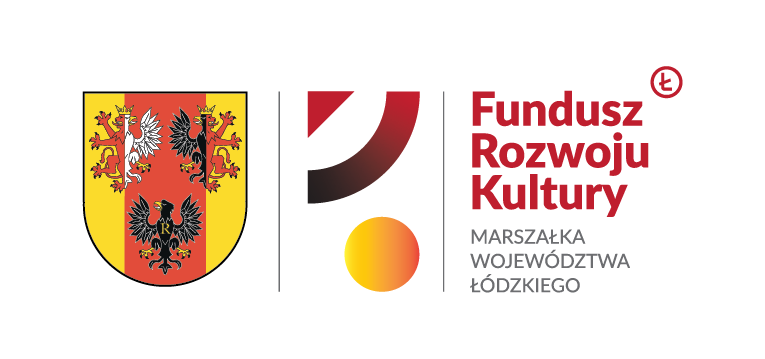 R
Ł
Fundusz
Rozwoju
Kultury
MARSZAŁKA
WOJEWÓDZTWA
ŁÓDZKIEGO